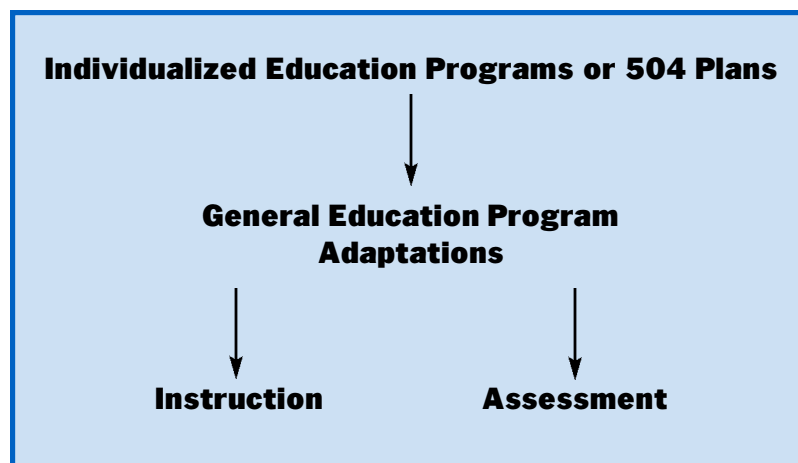 Individualized Education Programs or 504 Plans
General Education Program
Adaptations
Instruction
Assessment